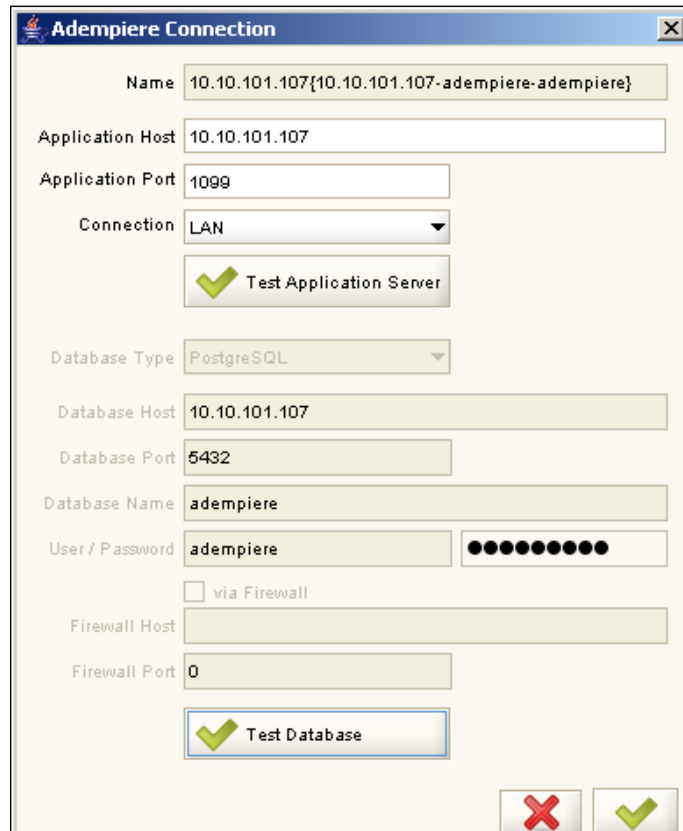 Adempiere Connection
Name 10.10.101.107{10.10.101.107-adempiere-adempiere}
Application Host 10.10.101.107
Application Port 1099
Connection LAN
Test Application Server
Database Type PostgreSQL
Database Host 10.10.101.107
Database Port 5432
Database Name adempiere
User / Password adempiere ●●●●●●●●●
via Firewall
Firewall Host
Firewall Port 0
Test Database